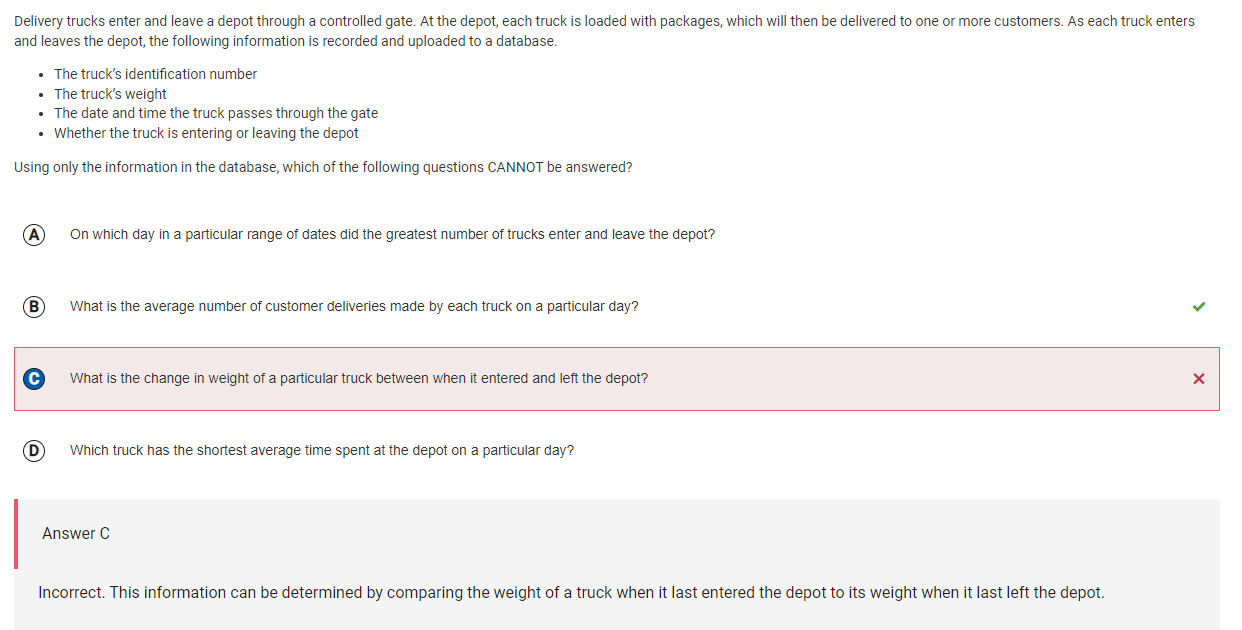 Delivery trucks enter and leave a depot through a controlled gate. At the depot, each truck is loaded with packages, which will then be delivered to one or more customers. As each truck enters
and leaves the depot, the following information is recorded and uploaded to a database.
• The truck's identification number
• The truck's weight
• The date and time the truck passes through the gate
• Whether the truck is entering or leaving the depot
Using only the information in the database, which of the following questions CANNOT be answered?
A On which day in a particular range of dates did the greatest number of trucks enter and leave the depot?
B What is the average number of customer deliveries made by each truck on a particular day?
C What is the change in weight of a particular truck between when it entered and left the depot?
D Which truck has the shortest average time spent at the depot on a particular day?
Answer C
Incorrect. This information can be determined by comparing the weight of a truck when it last entered the depot to its weight when it last left the depot.